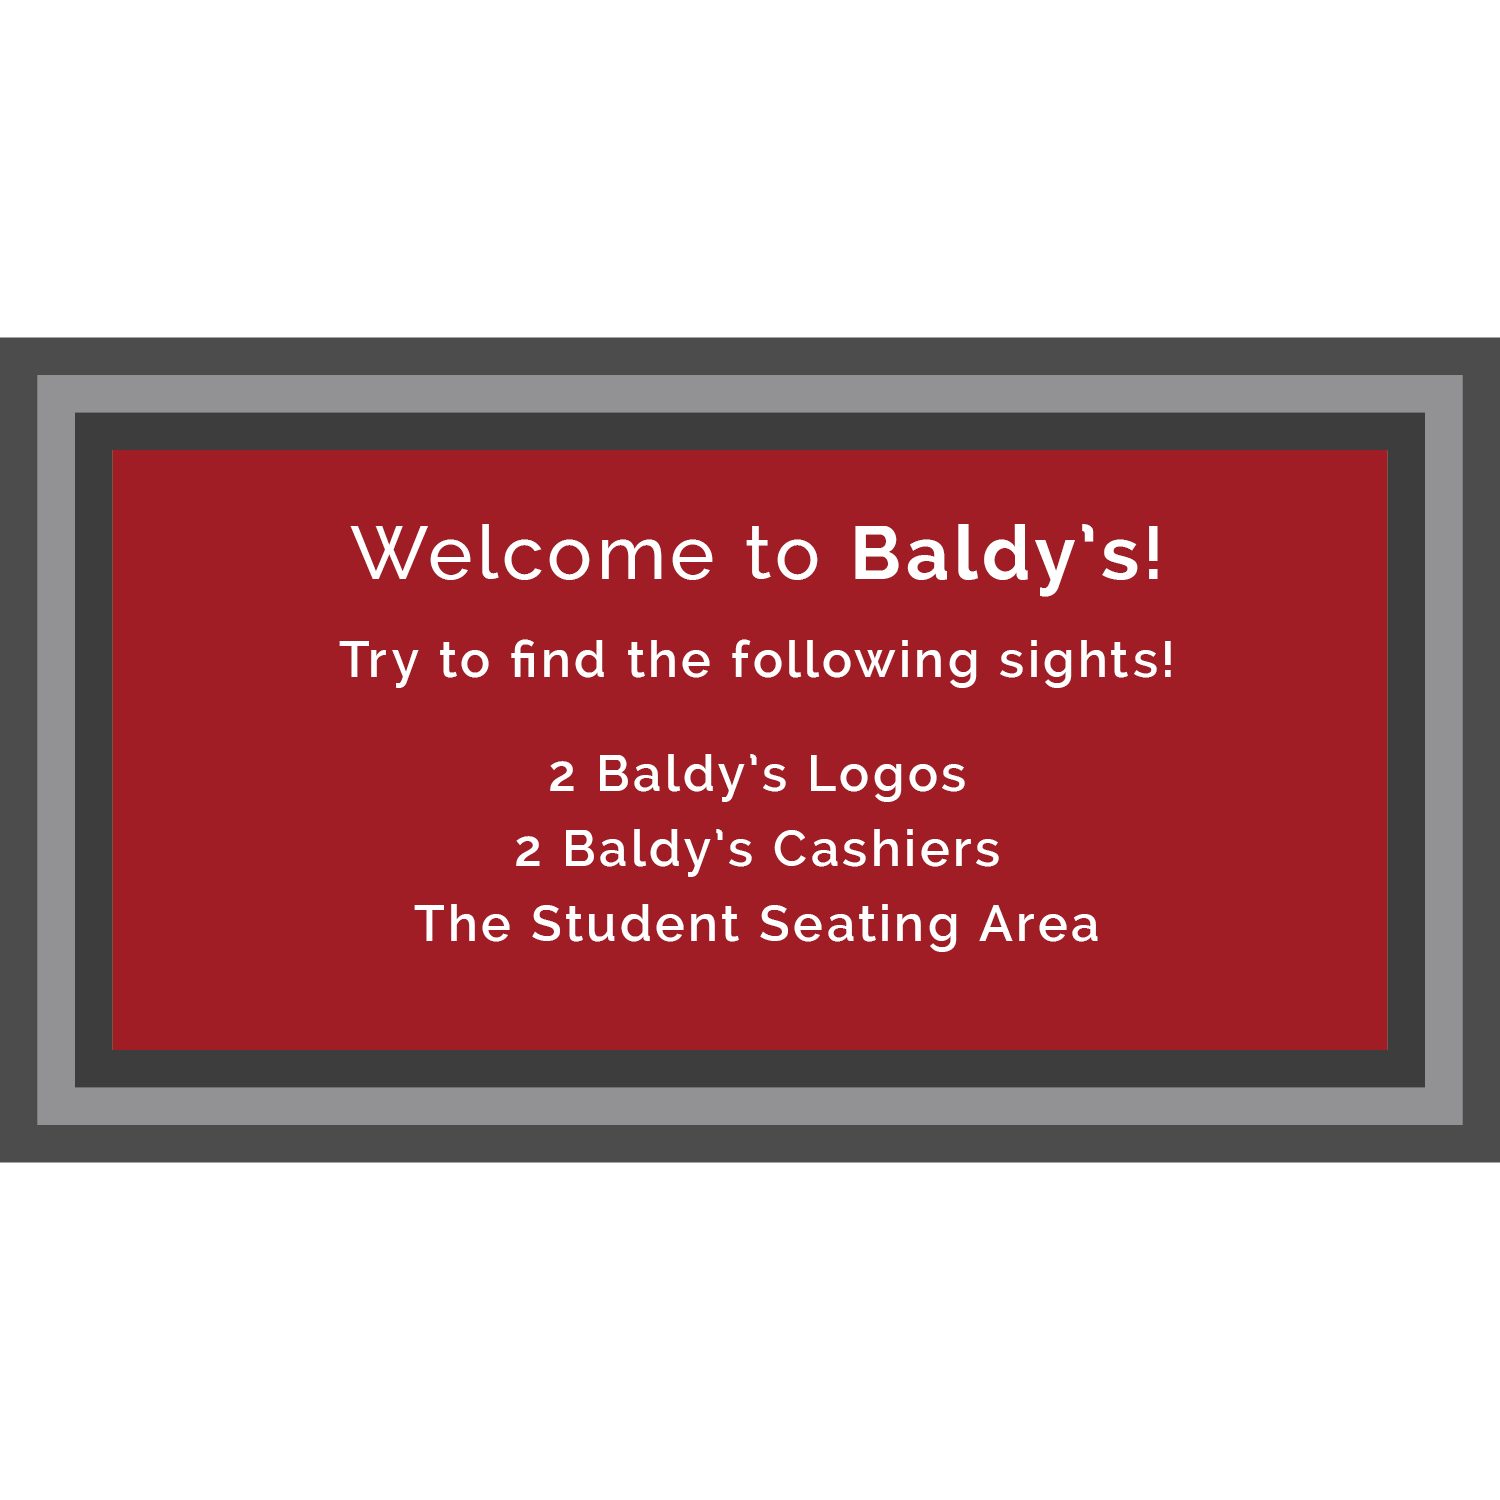 Welcome to Baldy's!
Try to find the following sights!
2 Baldy's Logos
2 Baldy's Cashiers
The Student Seating Area